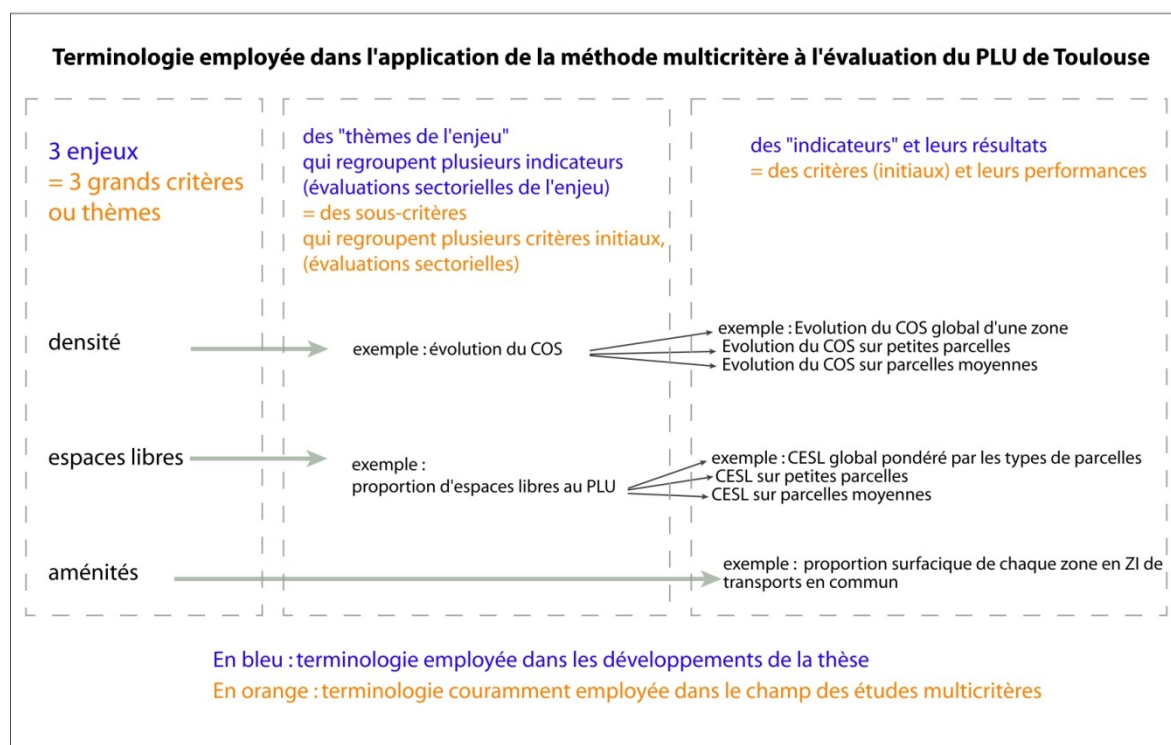 Terminologie employée dans l'application de la méthode multicritère à l'évaluation du PLU de Toulouse
3 enjeux
= 3 grands critères
ou thèmes
des "thèmes de l'enjeu"
qui regroupent plusieurs indicateurs
(évaluations sectorielles de l'enjeu)
= des sous-critères
qui regroupent plusieurs critères initiaux,
(évaluations sectorielles)
des "indicateurs" et leurs résultats
= des critères (initiaux) et leurs performances
densité
exemple : évolution du COS
exemple : Evolution du COS global d'une zone
Evolution du COS sur petites parcelles
Evolution du COS sur parcelles moyennes
espaces libres
exemple :
proportion d'espaces libres au PLU
exemple : CESL global pondéré par les types de parcelles
CESL sur petites parcelles
CESL sur parcelles moyennes
aménités
exemple : proportion surfacique de chaque zone en ZI de
transports en commun
En bleu : terminologie employée dans les développements de la thèse
En orange : terminologie couramment employée dans le champ des études multicritères